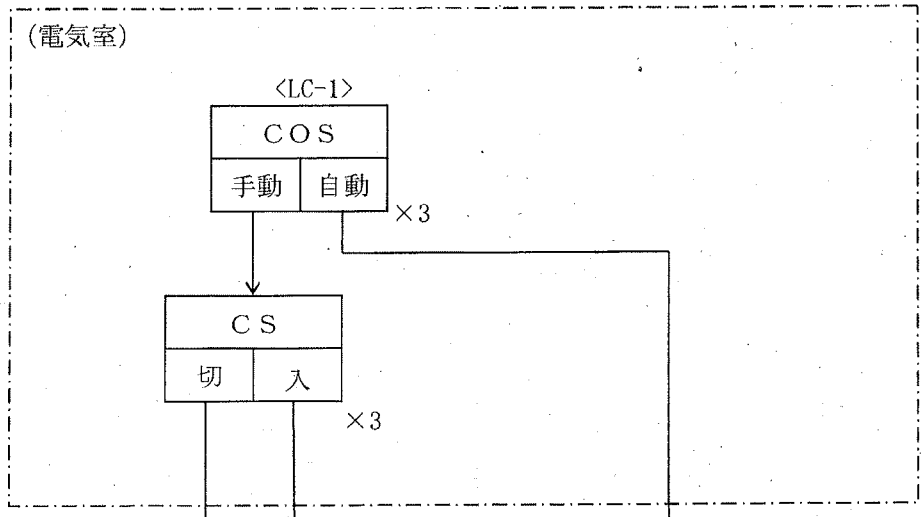 (電気室)
<LC-1>
COS
手動 自動
×3
CS
切 入
×3